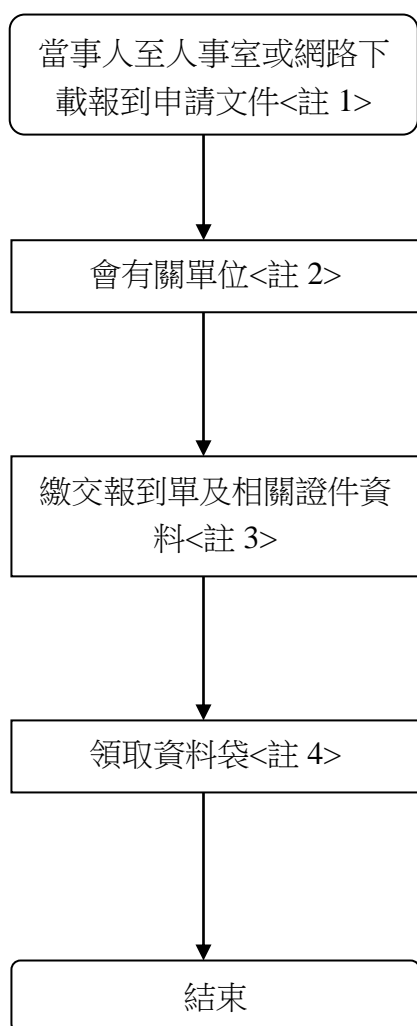 當事人至人事室或網路下
載報到申請文件<註 1>
會有關單位<註 2>
繳交報到單及相關證件資
料<註 3>
領取資料袋<註 4>
結束